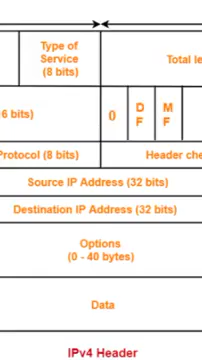 Type of
Service
(8 bits)
Total le
6 bits)
0
D
F
M
F
Protocol (8 bits)
Header che
Source IP Address (32 bits)
Destination IP Address (32 bits)
Options
(0 - 40 bytes)
Data
IPv4 Header